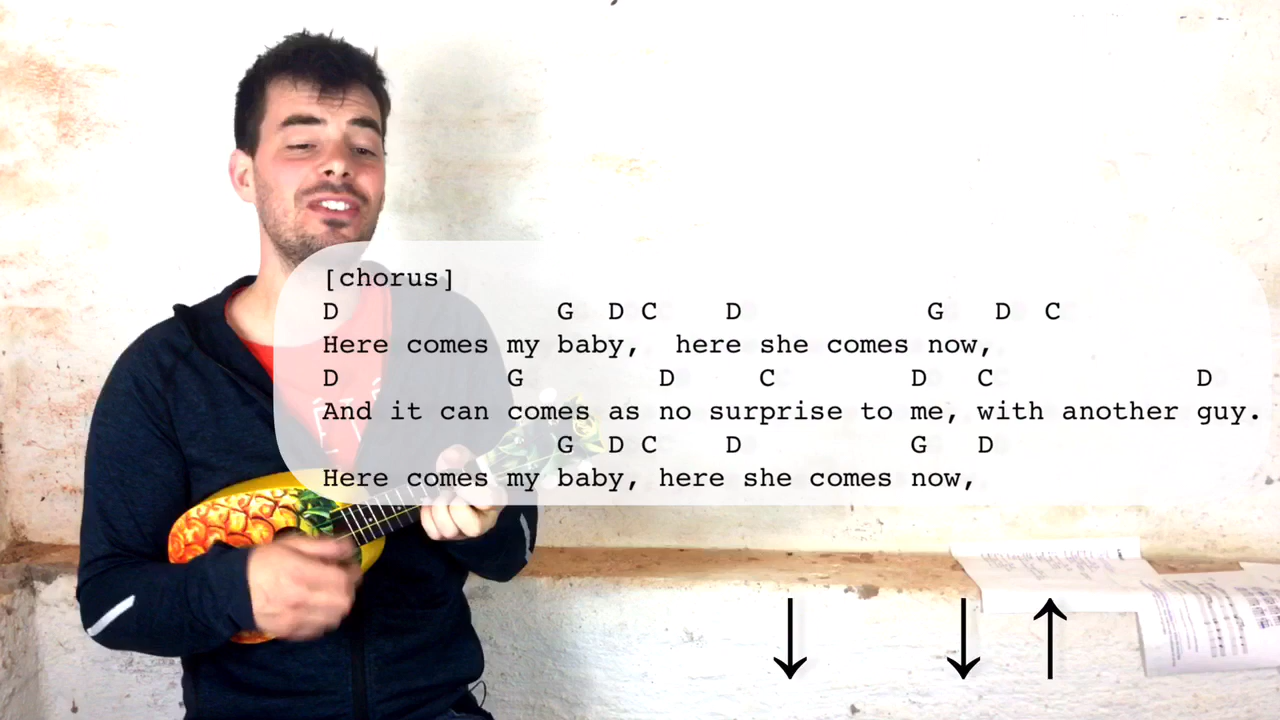 [chorus]
D G D C D G D C
Here comes my baby, here she comes now,
D G D C D C D
And it can comes as no surprise to me, with another guy.
G D C D G D
Here comes my baby, here she comes now,